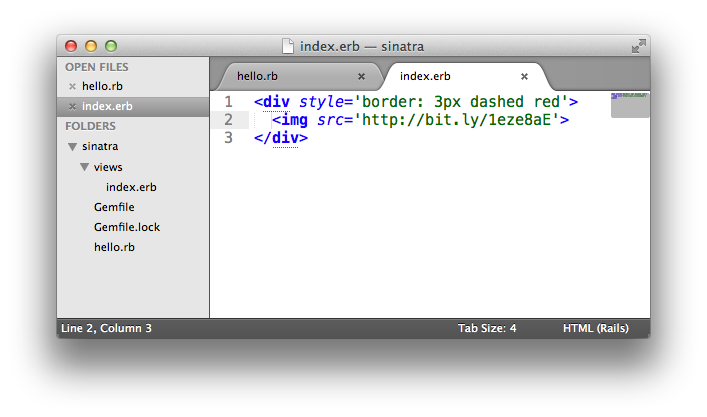 index.erb — sinatra
OPEN FILES
hello.rb
index.erb
FOLDERS
sinatra
views
index.erb
Gemfile
Gemfile.lock
hello.rb
hello.rb index.erb
1 <div style='border: 3px dashed red'>
2 <img src='http://bit.ly/1eze8aE'>
3 </div>
Line 2, Column 3 Tab Size: 4 HTML (Rails)